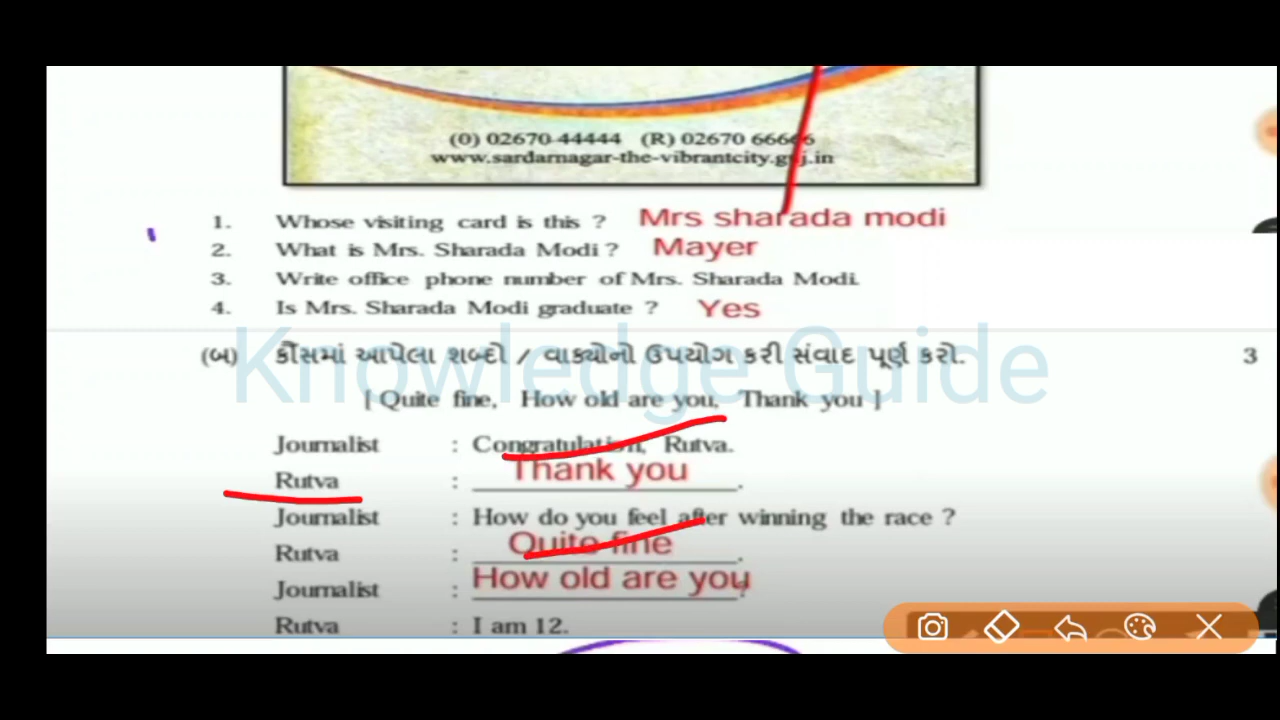 (0) 02670-44444 (R) 02670 66666
www.sardarnagar-the-vibrantcity.guj.in
1. Whose visiting card is this ? Mrs sharada modi
2. What is Mrs. Sharada Modi ? Mayer
3. Write office phone number of Mrs. Sharada Modi.
4. Is Mrs. Sharada Modi graduate ? Yes
Knowledge Guide
(બ) કૌંસમાં આપેલા શબ્દો / વાક્યોનો ઉપયોગ કરી સંવાદ પૂર્ણ કરો. 3
[ Quite fine, How old are you, Thank you ]
Journalist : Congratulation, Rutva.
Rutva : Thank you.
Journalist : How do you feel after winning the race ?
Rutva : Quite fine.
Journalist : How old are you?
Rutva : I am 12.